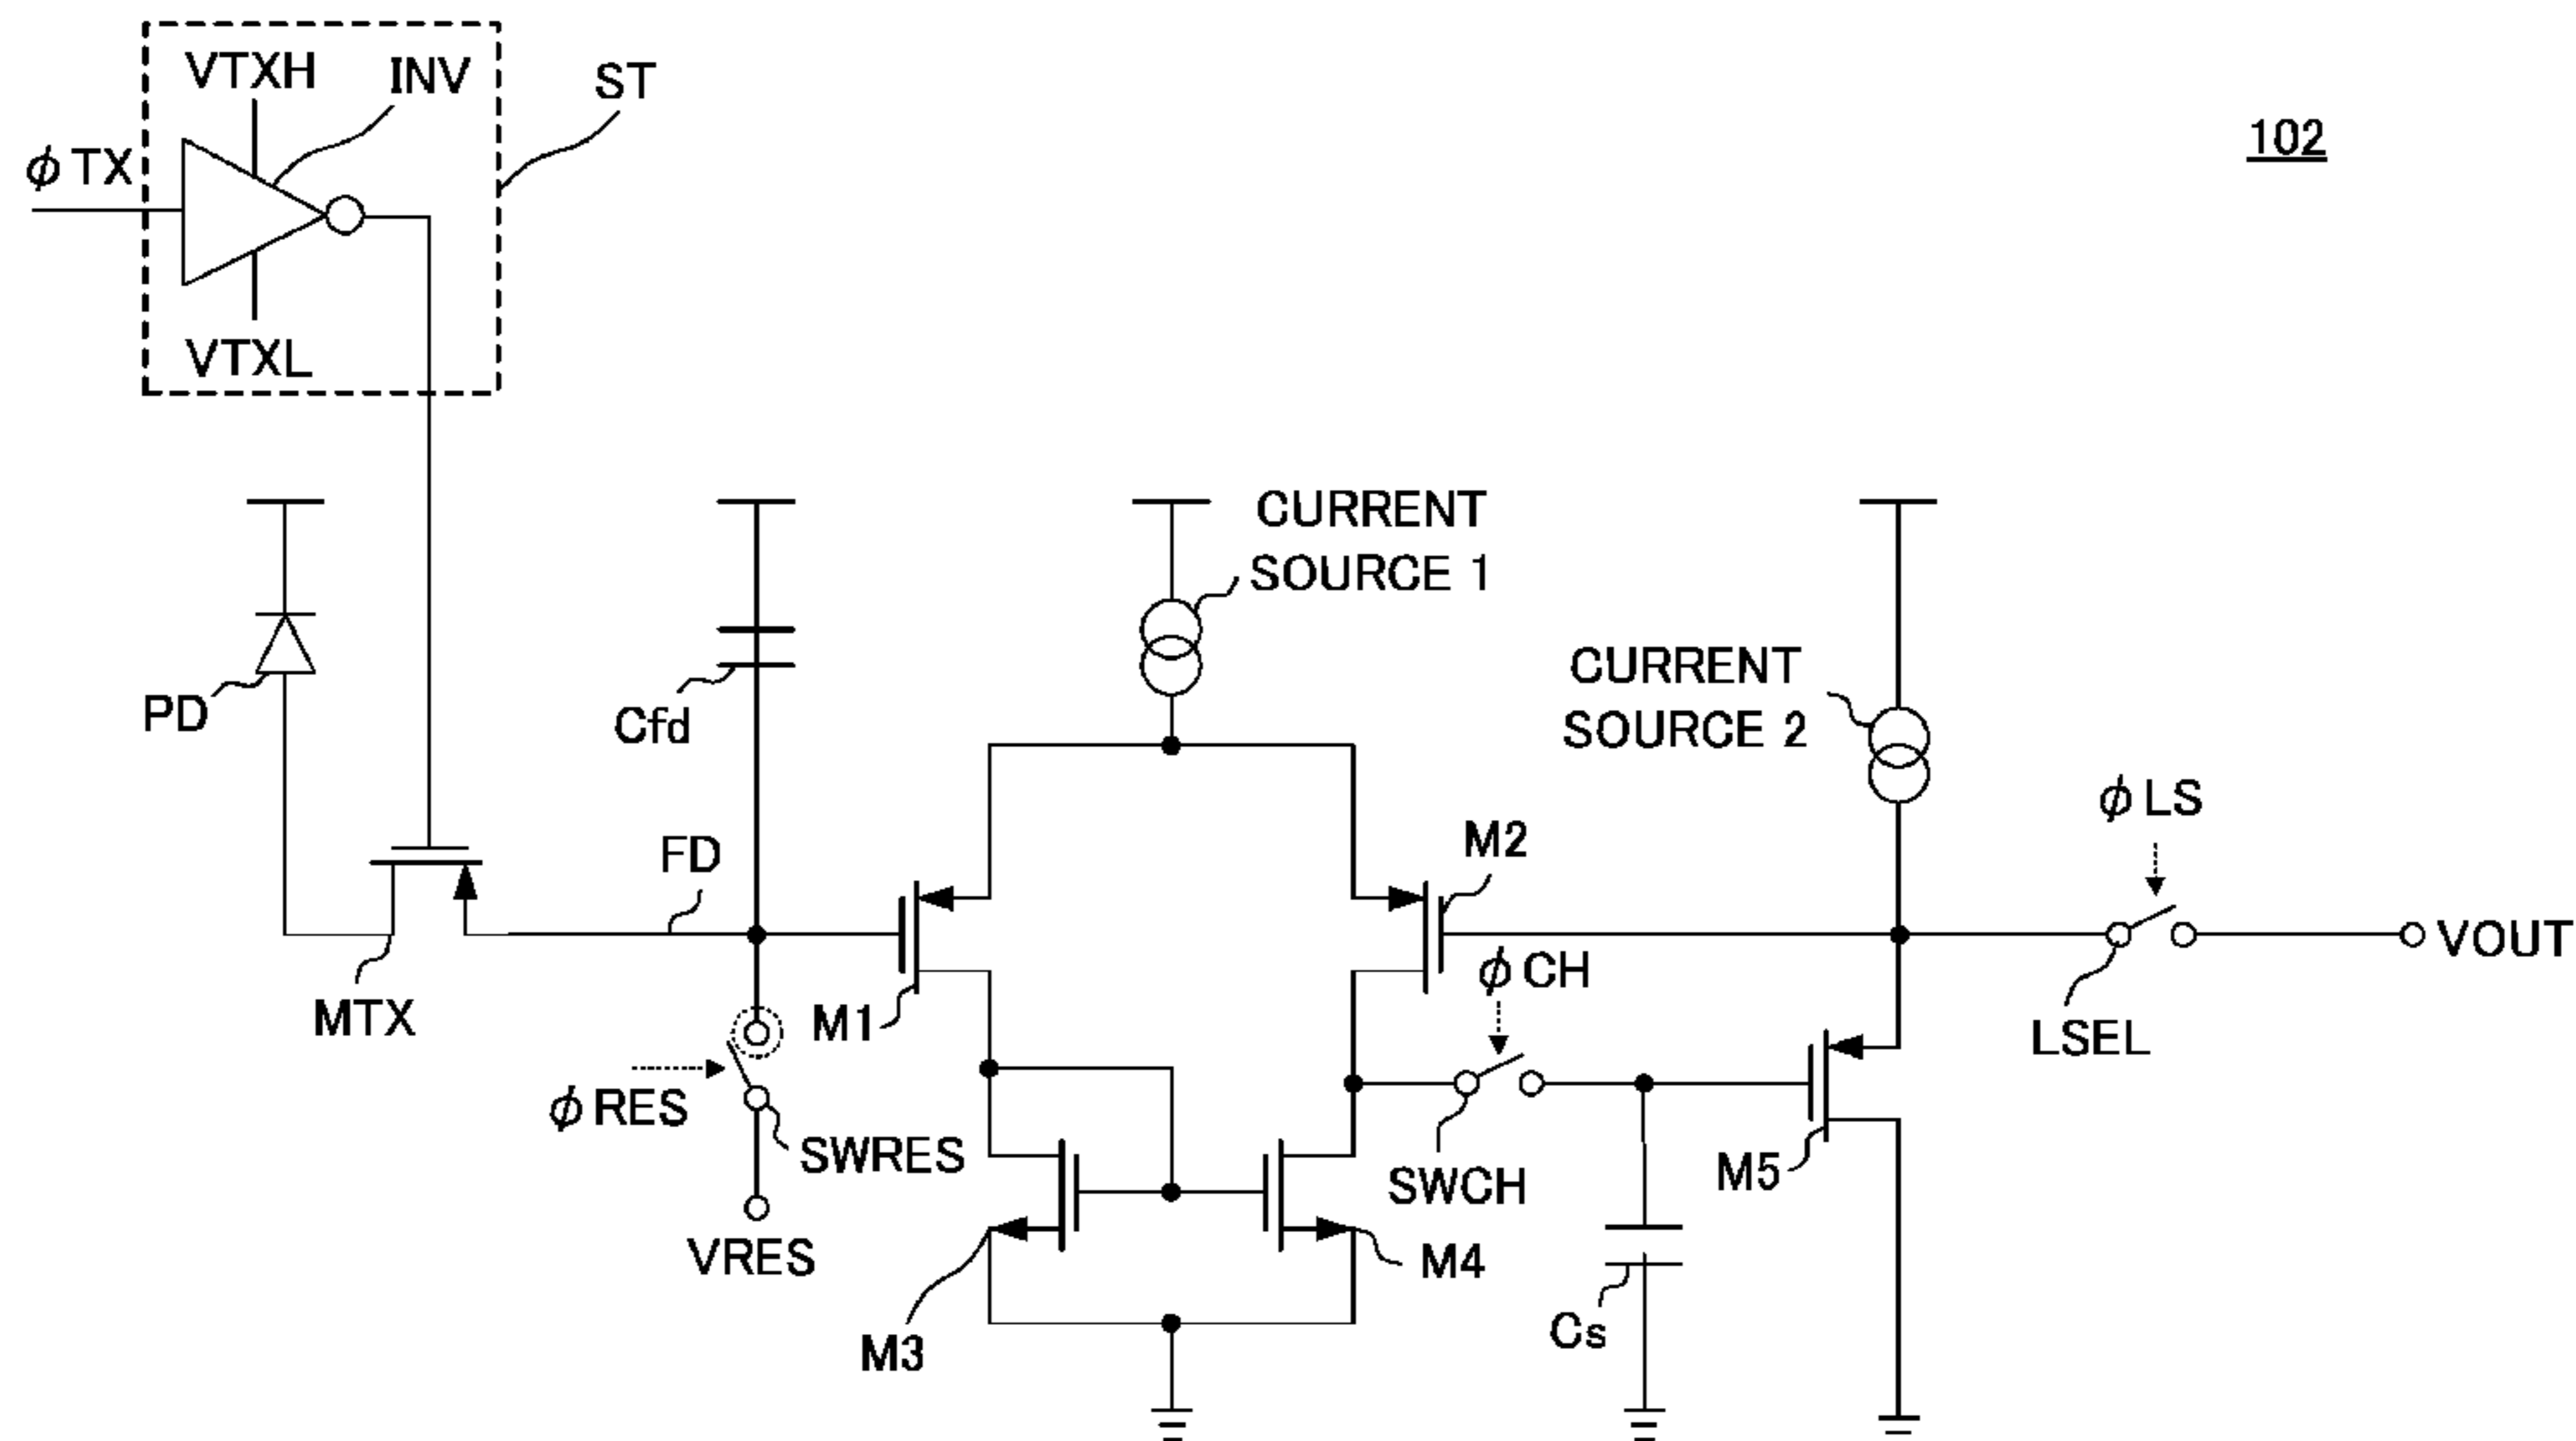 VTXH
INV
ST
102
ϕTX
VTXL
CURRENT
SOURCE 1
CURRENT
SOURCE 2
PD
Cfd
ϕLS
FD
M2
VOUT
ϕCH
MTX
M1
LSEL
ϕRES
SWRES
SWCH
M5
VRES
M4
M3
Cs